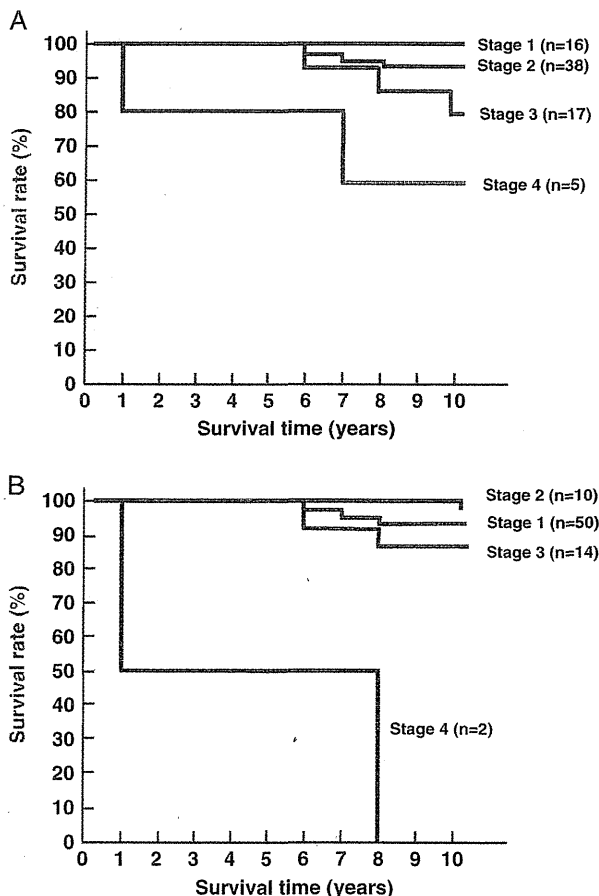 A
100
90
80
70
60
50
40
30
20
10
0
Survival rate (%)
Stage 1 (n=16)
Stage 2 (n=38)
Stage 3 (n=17)
Stage 4 (n=5)
0 1 2 3 4 5 6 7 8 9 10
Survival time (years)
B
100
90
80
70
60
50
40
30
20
10
0
Survival rate (%)
Stage 2 (n=10)
Stage 1 (n=50)
Stage 3 (n=14)
Stage 4 (n=2)
0 1 2 3 4 5 6 7 8 9 10
Survival time (years)